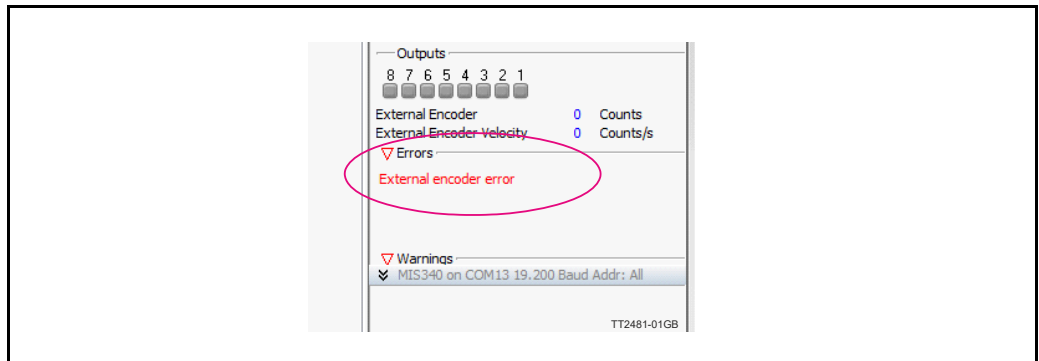 Outputs
8 7 6 5 4 3 2 1
External Encoder 0 Counts
External Encoder Velocity 0 Counts/s
Errors
External encoder error
Warnings
MIS340 on COM13 19.200 Baud Addr: All
TT2481-01GB